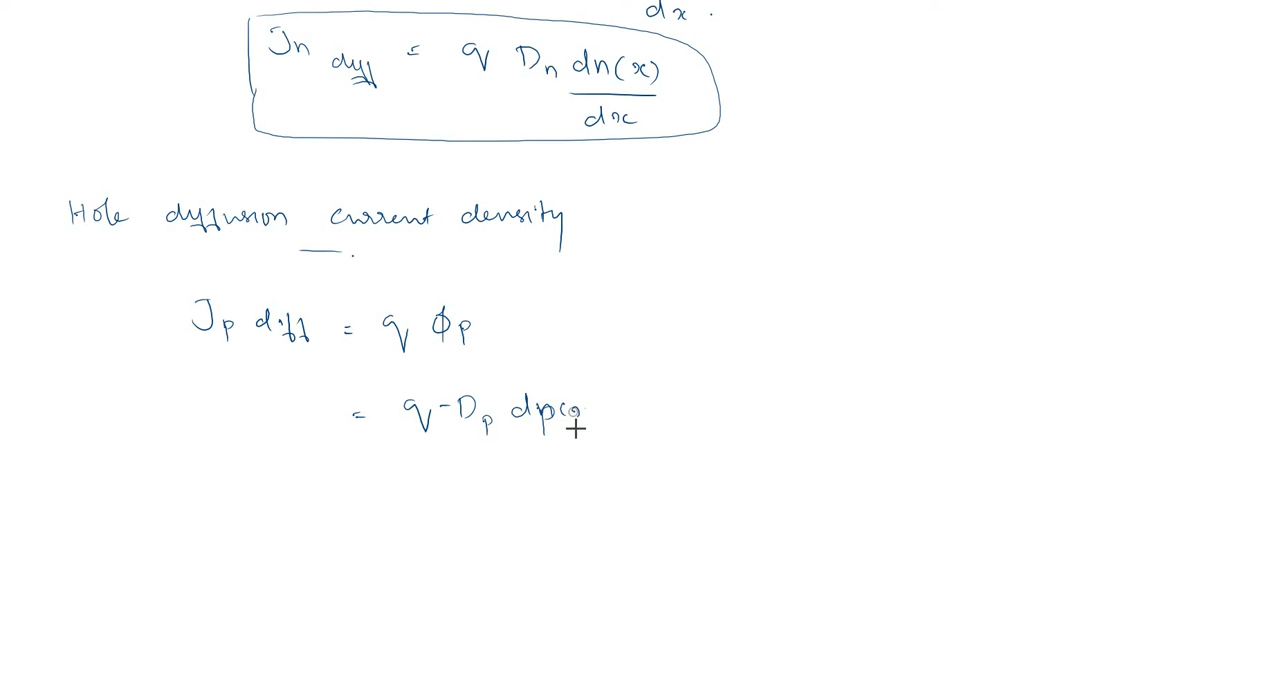 dx .
Jn diff = q Dn dn(x)
dx
Hole diffusion current density
Jp diff = q ϕp
= q -Dp dp(